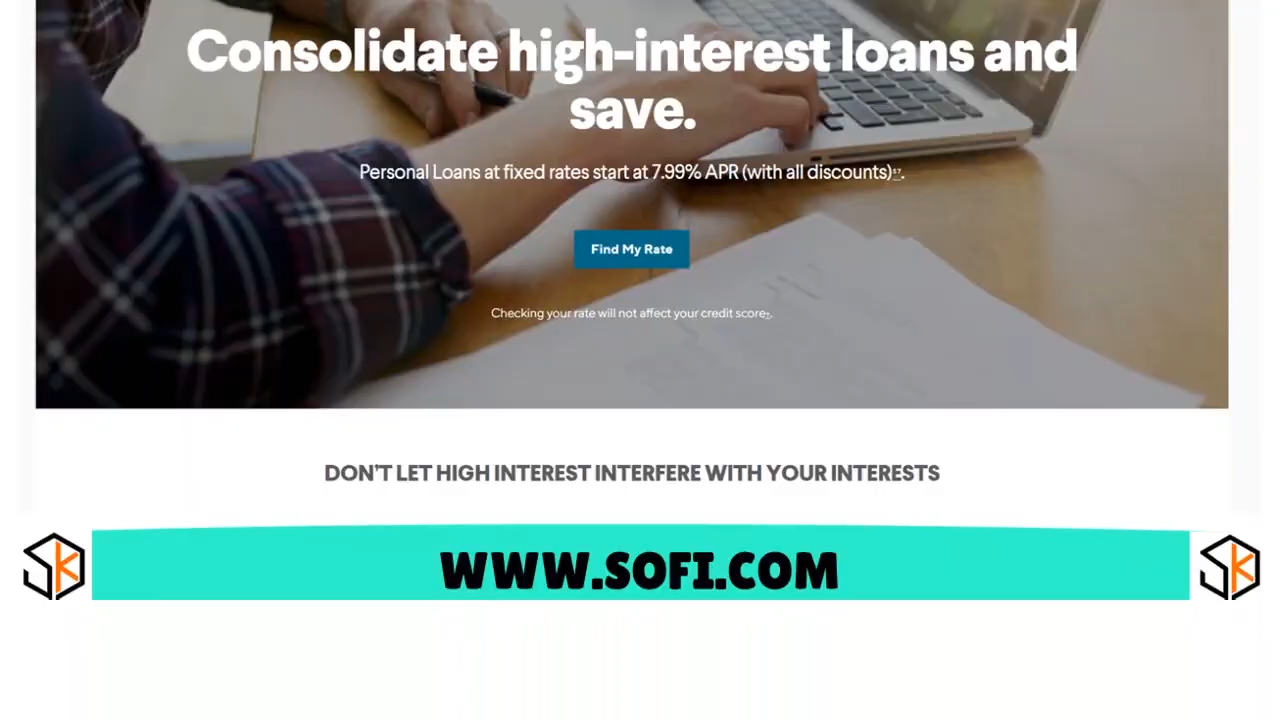 Consolidate high-interest loans and
save.
Personal Loans at fixed rates start at 7.99% APR (with all discounts).
Find My Rate
Checking your rate will not affect your credit score.
DON'T LET HIGH INTEREST INTERFERE WITH YOUR INTERESTS
WWW.SOFI.COM